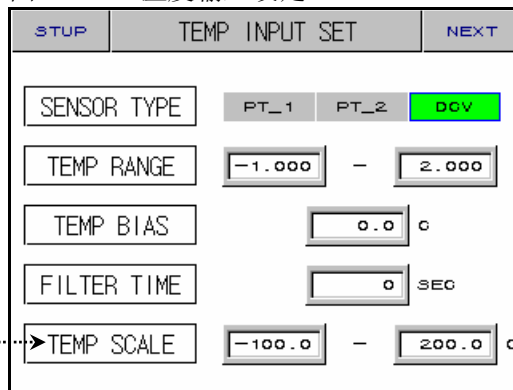 STUP TEMP INPUT SET NEXT
SENSOR TYPE PT_1 PT_2 DCV
TEMP RANGE -1.000 - 2.000
TEMP BIAS 0.0 C
FILTER TIME 0 SEC
TEMP SCALE -100.0 - 200.0 C